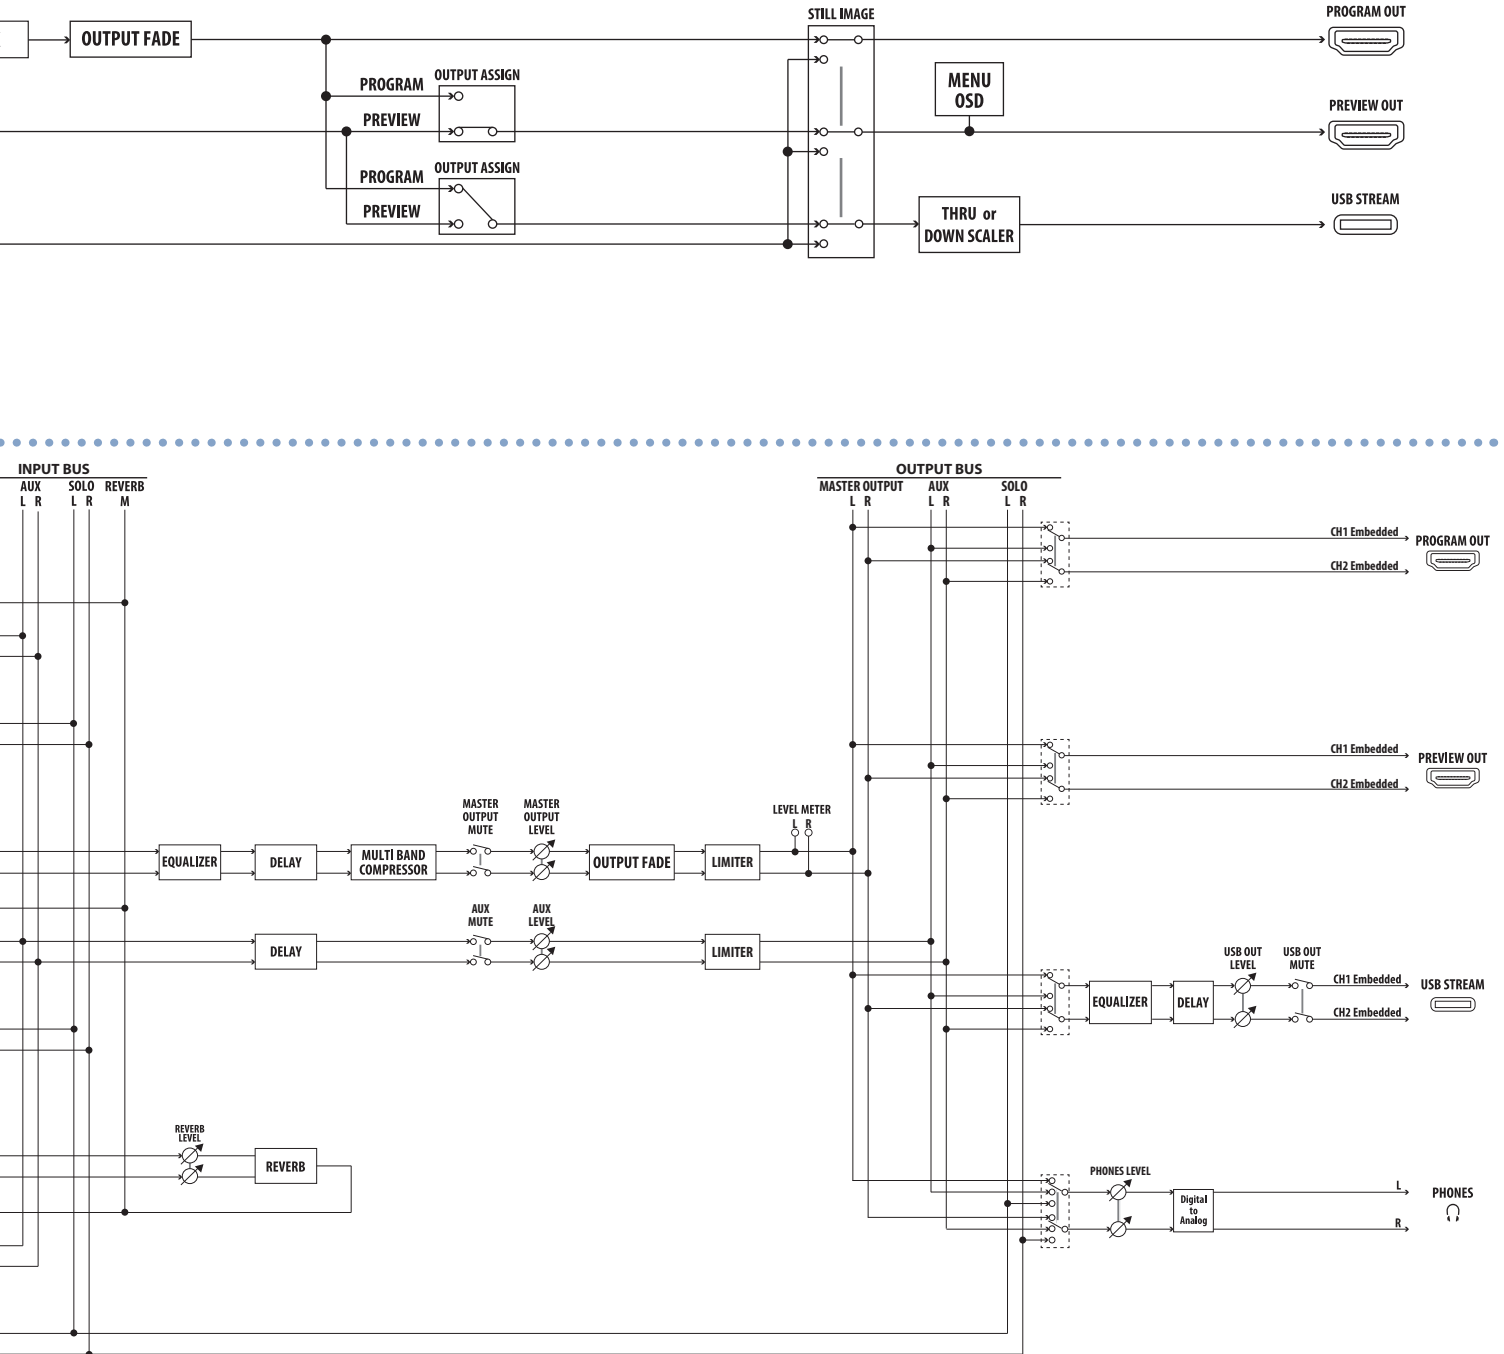 STILL IMAGE
PROGRAM OUT
OUTPUT FADE
PROGRAM
OUTPUT ASSIGN
PREVIEW
MENU
OSD
PREVIEW OUT
PROGRAM
OUTPUT ASSIGN
PREVIEW
THRU or
DOWN SCALER
USB STREAM
INPUT BUS
AUX SOLO REVERB
L R L R M
OUTPUT BUS
MASTER OUTPUT AUX SOLO
L R L R L R
CH1 Embedded
CH2 Embedded
PROGRAM OUT
CH1 Embedded
CH2 Embedded
PREVIEW OUT
MASTER
OUTPUT
MUTE
MASTER
OUTPUT
LEVEL
LEVEL METER
L R
EQUALIZER
DELAY
MULTI BAND
COMPRESSOR
OUTPUT FADE
LIMITER
AUX
MUTE
AUX
LEVEL
DELAY
LIMITER
USB OUT
LEVEL
USB OUT
MUTE
EQUALIZER
DELAY
CH1 Embedded
CH2 Embedded
USB STREAM
REVERB
LEVEL
REVERB
PHONES LEVEL
Digital
to
Analog
L
R
PHONES